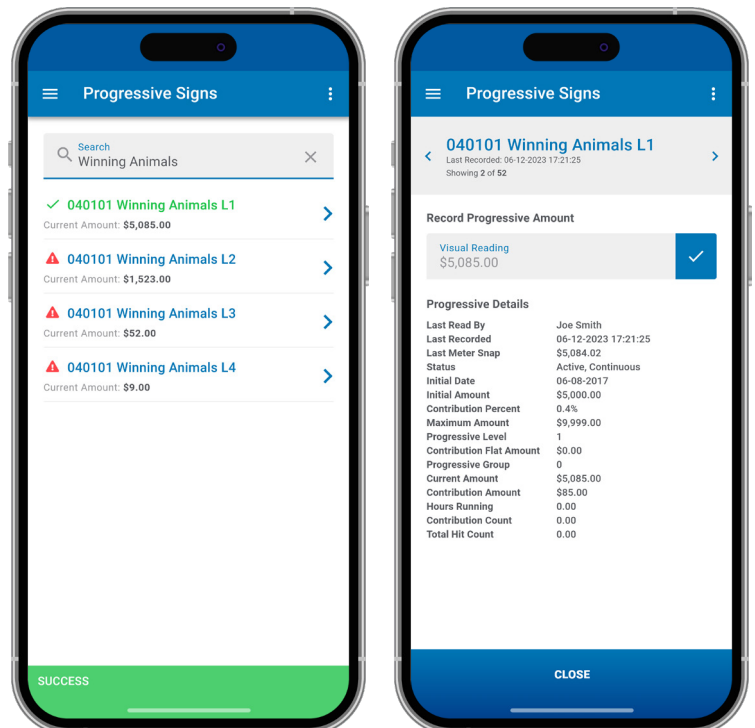 Progressive Signs
Search
Winning Animals
040101 Winning Animals L1
Current Amount: $5,085.00
040101 Winning Animals L2
Current Amount: $1,523.00
040101 Winning Animals L3
Current Amount: $52.00
040101 Winning Animals L4
Current Amount: $9.00
SUCCESS
Progressive Signs
040101 Winning Animals L1
Last Recorded: 06-12-2023 17:21:25
Showing 2 of 52
Record Progressive Amount
Visual Reading
$5,085.00
Progressive Details
Last Read By Joe Smith
Last Recorded 06-12-2023 17:21:25
Last Meter Snap $5,084.02
Status Active, Continuous
Initial Date 06-08-2017
Initial Amount $5,000.00
Contribution Percent 0.4%
Maximum Amount $9,999.00
Progressive Level 1
Contribution Flat Amount $0.00
Progressive Group 0
Current Amount $5,085.00
Contribution Amount $85.00
Hours Running 0.00
Contribution Count 0.00
Total Hit Count 0.00
CLOSE